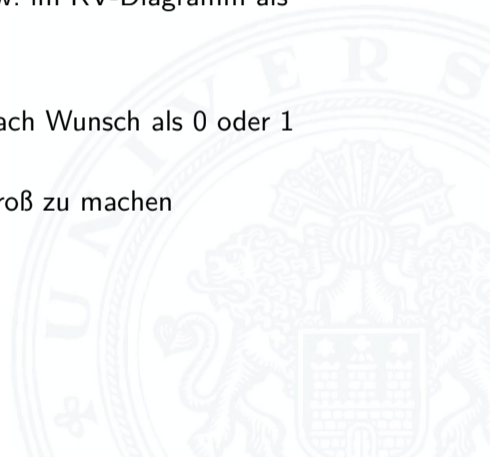 im KV-Diagramm als
ach Wunsch als 0 oder 1
roß zu machen
U N I V E R S